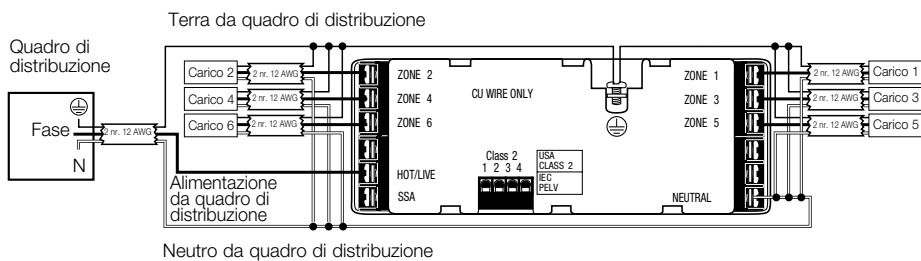 Terra da quadro di distribuzione
Quadro di
distribuzione
Fase
N
2 nr. 12 AWG
Carico 2
2 nr. 12 AWG
ZONE 2
Carico 4
2 nr. 12 AWG
ZONE 4
Carico 6
2 nr. 12 AWG
ZONE 6
CU WIRE ONLY
ZONE 1
2 nr. 12 AWG
Carico 1
ZONE 3
2 nr. 12 AWG
Carico 3
ZONE 5
2 nr. 12 AWG
Carico 5
HOT/LIVE
SSA
Class 2
1 2 3 4
USA
CLASS 2
IEC
PELV
NEUTRAL
Alimentazione
da quadro di
distribuzione
Neutro da quadro di distribuzione